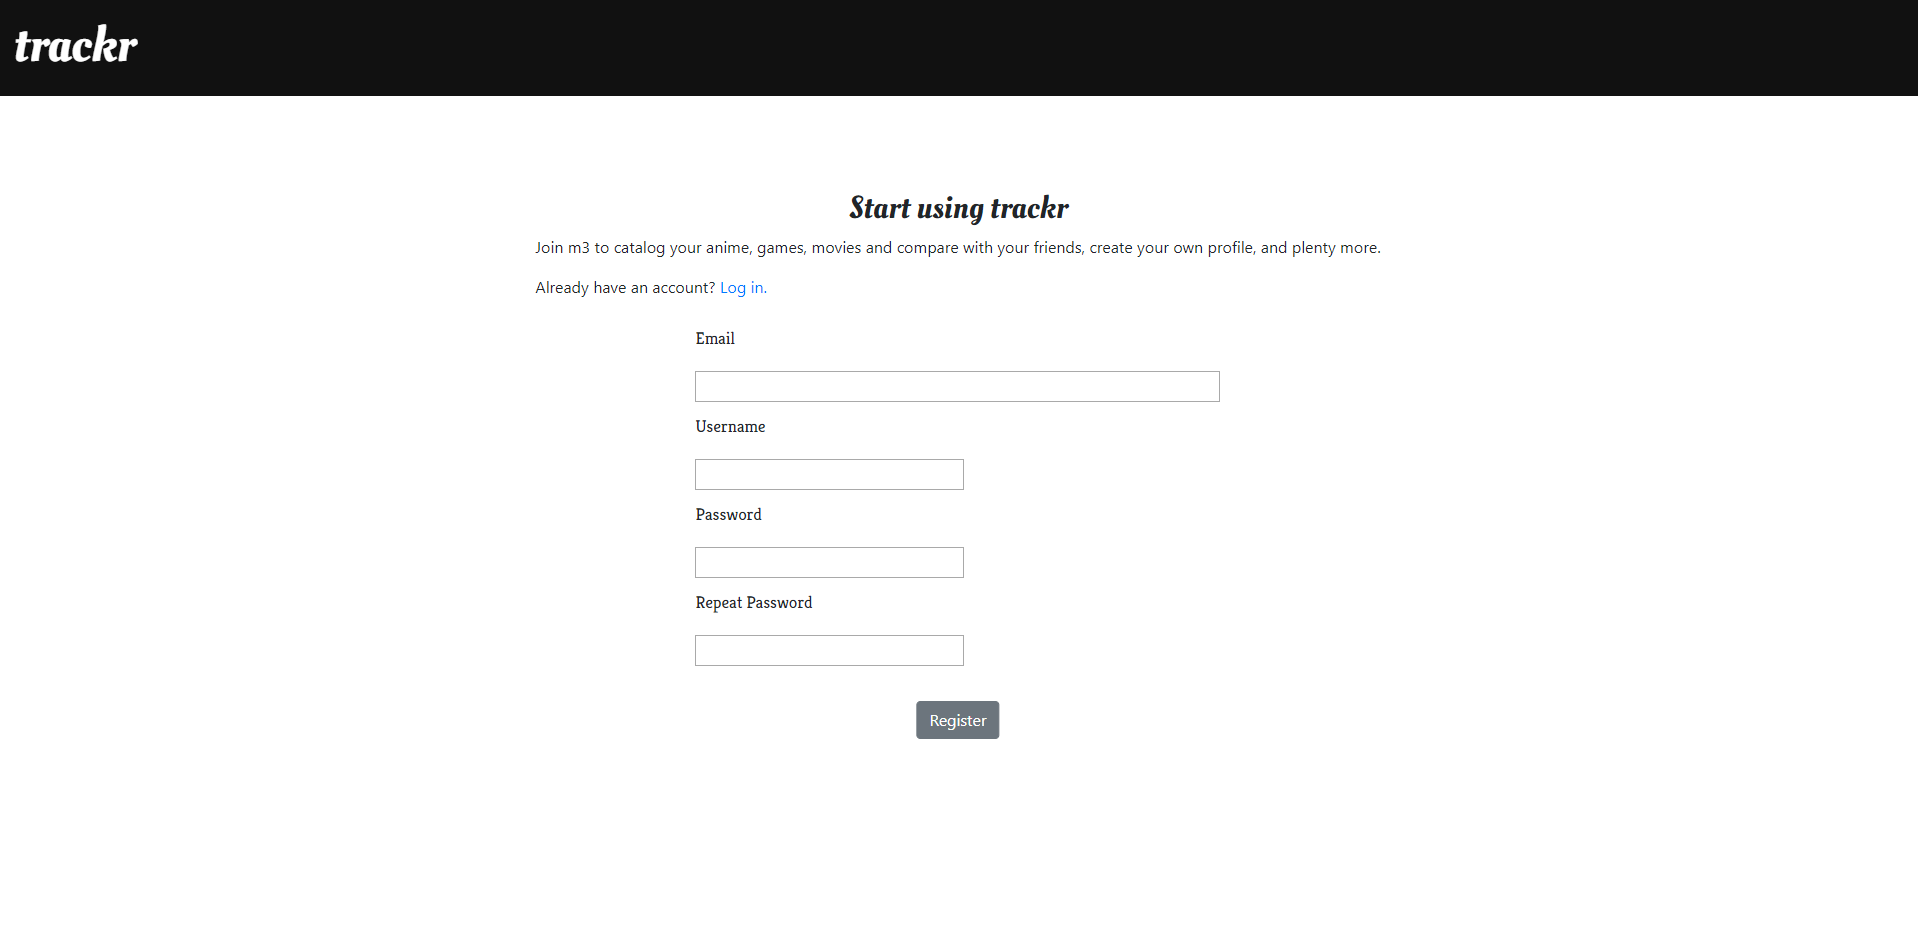 trackr
Start using trackr
Join m3 to catalog your anime, games, movies and compare with your friends, create your own profile, and plenty more.
Already have an account? Log in.
Email
Username
Password
Repeat Password
Register